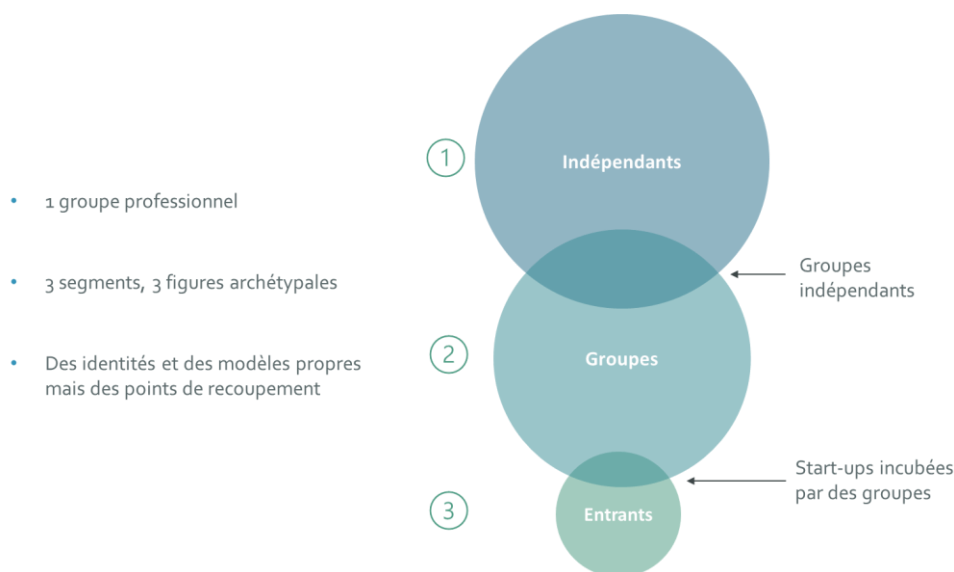 • 1 groupe professionnel
• 3 segments, 3 figures archétypales
• Des identités et des modèles propres
mais des points de recoupement
1
Indépendants
Groupes
indépendants
2
Groupes
Start-ups incubées
par des groupes
3
Entrants